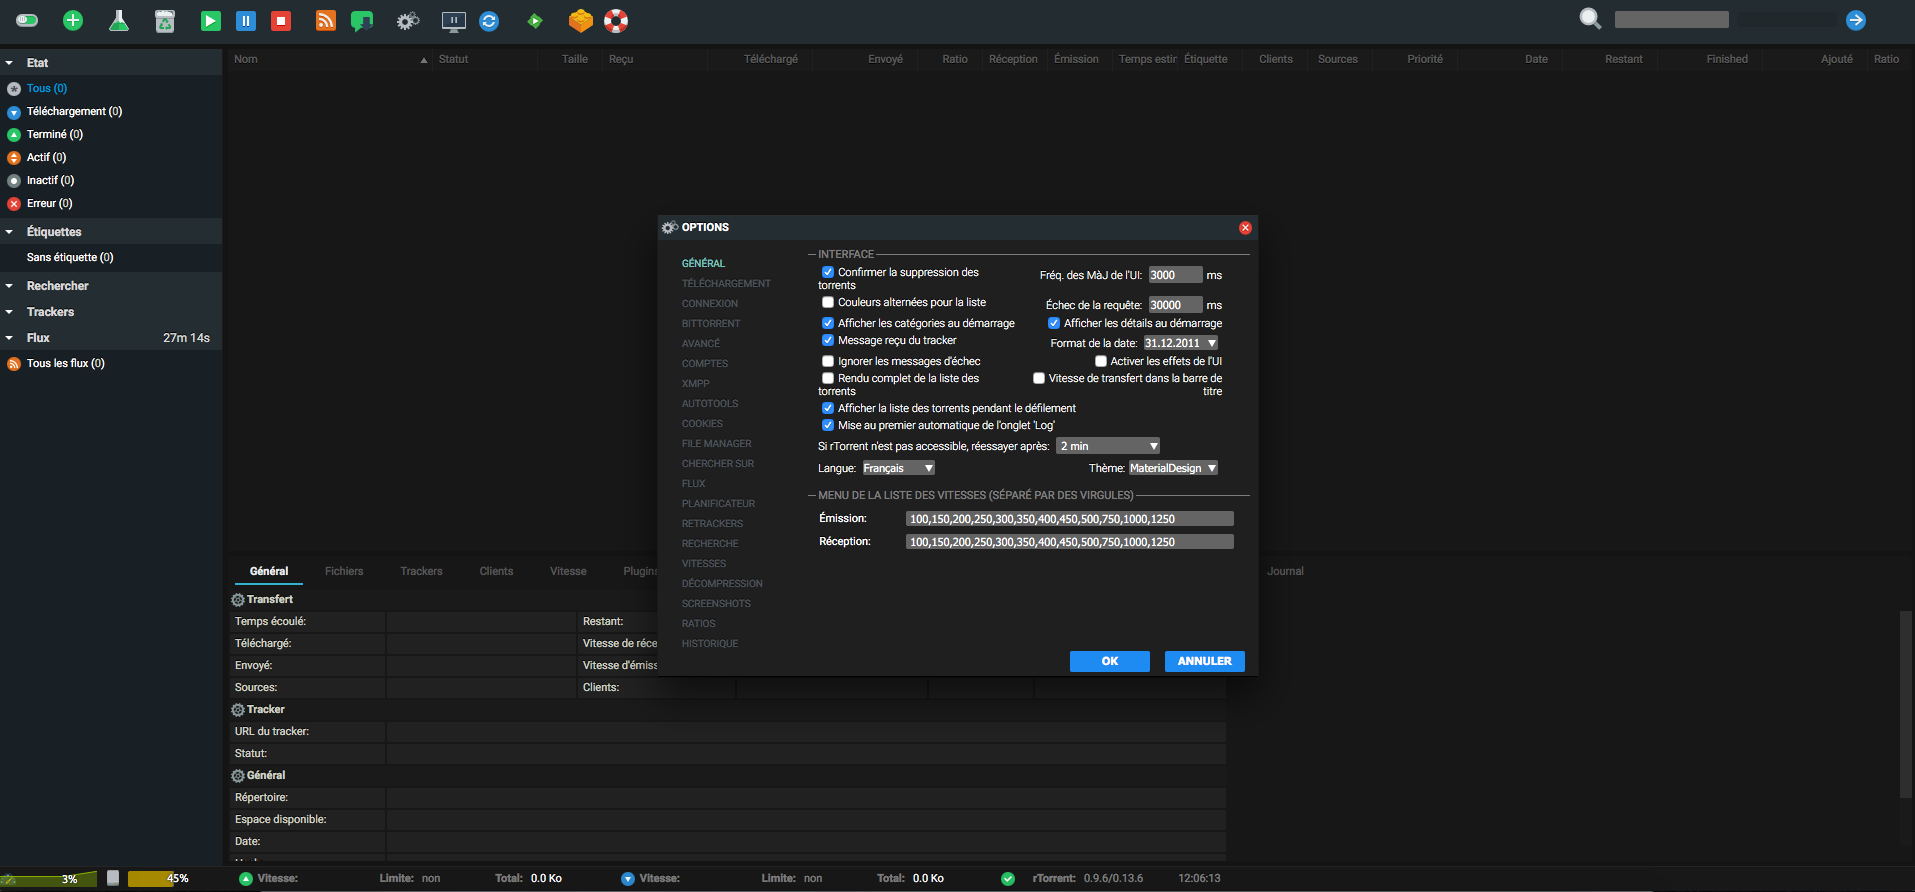 Etat
Tous (0)
Téléchargement (0)
Terminé (0)
Actif (0)
Inactif (0)
Erreur (0)
Étiquettes
Sans étiquette (0)
Rechercher
Trackers
Flux 27m 14s
Tous les flux (0)
Nom Statut Taille Reçu Téléchargé Envoyé Ratio Réception Émission Temps estir Étiquette Clients Sources Priorité Date Restant Finished Ajouté Ratio
OPTIONS
GÉNÉRAL
TÉLÉCHARGEMENT
CONNEXION
BITTORRENT
AVANCÉ
COMPTES
XMPP
AUTOTOOLS
COOKIES
FILE MANAGER
CHERCHER SUR
FLUX
PLANIFICATEUR
RETRACKERS
RECHERCHE
VITESSES
DÉCOMPRESSION
SCREENSHOTS
RATIOS
HISTORIQUE
INTERFACE
Confirmer la suppression des
torrents
Fréq. des MàJ de l'UI: 3000 ms
Couleurs alternées pour la liste
Échec de la requête: 30000 ms
Afficher les catégories au démarrage
Afficher les détails au démarrage
Message reçu du tracker
Format de la date: 31.12.2011
Ignorer les messages d'échec
Activer les effets de l'UI
Rendu complet de la liste des
torrents
Vitesse de transfert dans la barre de
titre
Afficher la liste des torrents pendant le défilement
Mise au premier automatique de l'onglet 'Log'
Si rTorrent n'est pas accessible, réessayer après: 2 min
Langue: Français
Thème: MaterialDesign
MENU DE LA LISTE DES VITESSES (SÉPARÉ PAR DES VIRGULES)
Émission: 100,150,200,250,300,350,400,450,500,750,1000,1250
Réception: 100,150,200,250,300,350,400,450,500,750,1000,1250
OK ANNULER
Général Fichiers Trackers Clients Vitesse Plugins Journal
Transfert
Temps écoulé: Restant:
Téléchargé: Vitesse de réce
Envoyé: Vitesse d'émiss
Sources: Clients:
Tracker
URL du tracker:
Statut:
Général
Répertoire:
Espace disponible:
Date:
3% 45% Vitesse: Limite: non Total: 0.0 Ko Vitesse: Limite: non Total: 0.0 Ko rTorrent: 0.9.6/0.13.6 12:06:13